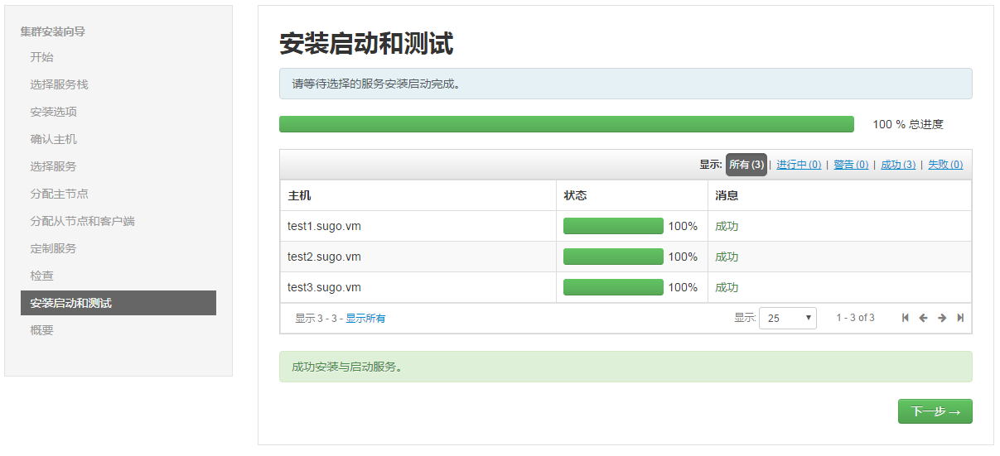 集群安装向导
开始
选择服务栈
安装选项
确认主机
选择服务
分配主节点
分配从节点和客户端
定制服务
检查
安装启动和测试
概要
安装启动和测试
请等待选择的服务安装启动完成。
100 % 总进度
显示: 所有 (3) | 进行中 (0) | 警告 (0) | 成功 (3) | 失败 (0)
主机 状态 消息
test1.sugo.vm 100% 成功
test2.sugo.vm 100% 成功
test3.sugo.vm 100% 成功
显示 3 - 3 - 显示所有 显示: 25 1 - 3 of 3
成功安装与启动服务。
下一步 →